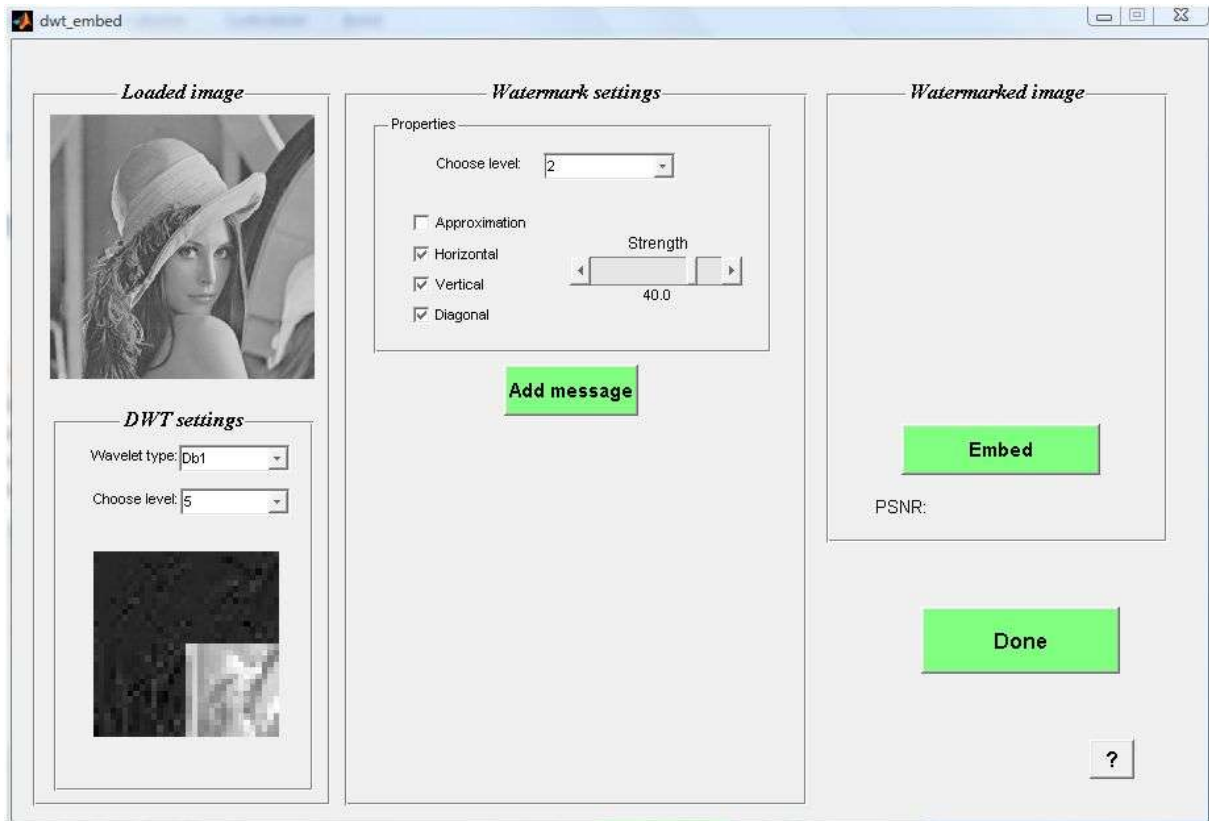 dwt_embed
Loaded image
Watermark settings
Properties
Choose level: 2
Approximation
Horizontal
Vertical
Diagonal
Strength
40.0
Add message
DWT settings
Wavelet type: Db1
Choose level: 5
Watermarked image
Embed
PSNR:
Done
?